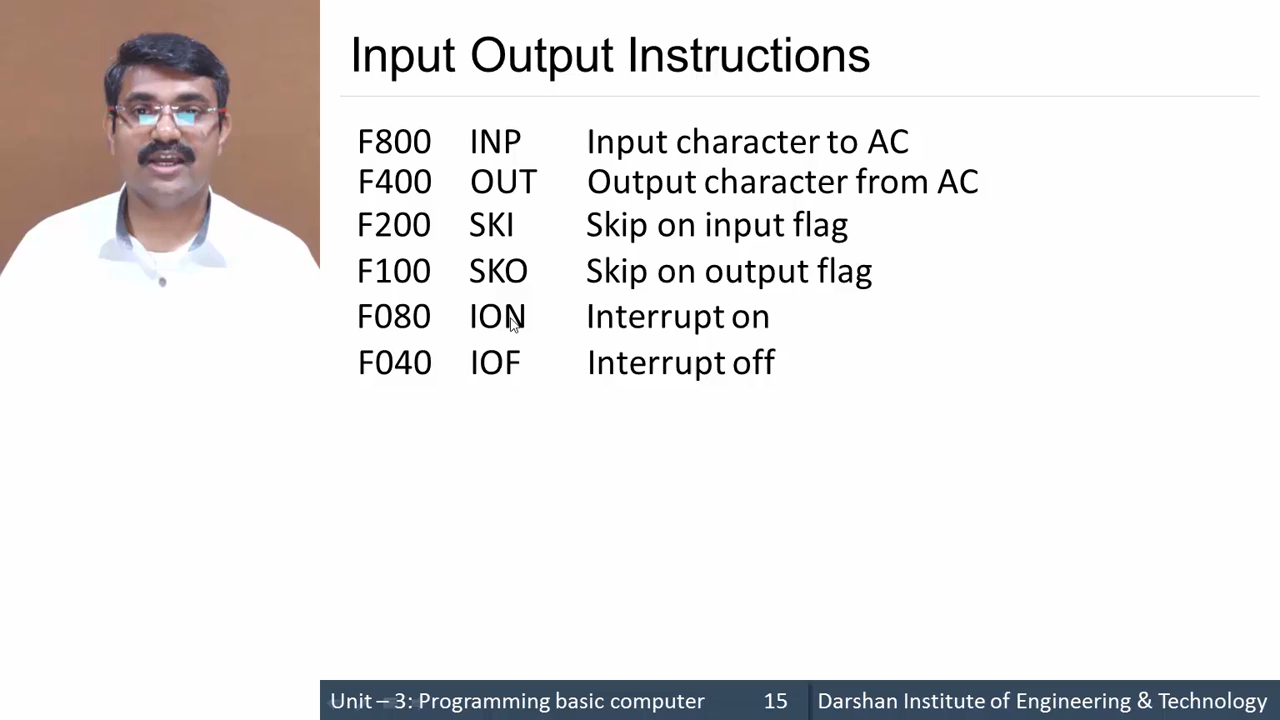 Input Output Instructions
F800 INP Input character to AC
F400 OUT Output character from AC
F200 SKI Skip on input flag
F100 SKO Skip on output flag
F080 ION Interrupt on
F040 IOF Interrupt off
Unit – 3: Programming basic computer 15 Darshan Institute of Engineering & Technology